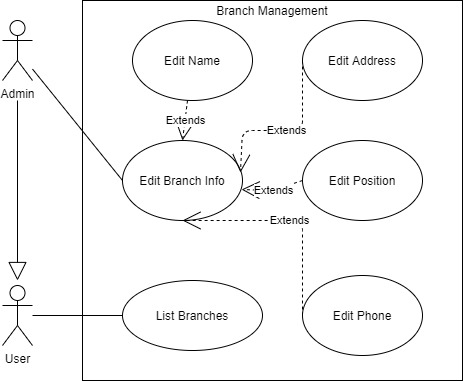 Branch Management
Edit Name
Edit Address
Admin
Extends
Extends
Edit Branch Info
Extends
Edit Position
Extends
List Branches
Edit Phone
User